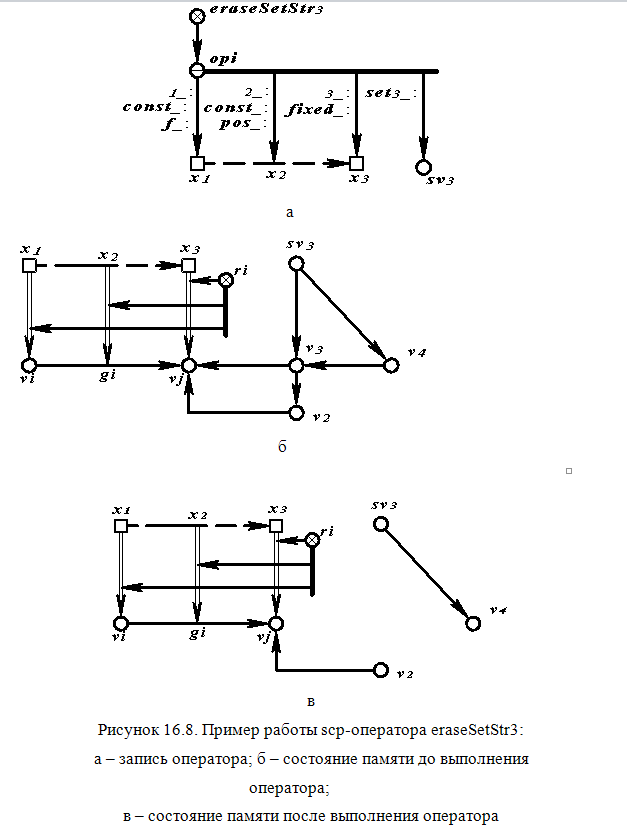 eraseSetStr3
opi
1_: 2_: 3_: set3_:
const_: const_: fixed_:
f_: pos_:
x1 x2 x3 sv3
а
x1 x2 x3 sv3
ri
v3 v4
vi gi vj
v2
б
x1 x2 x3 sv3
ri
v4
vi gi vj
v2
в
Рисунок 16.8. Пример работы scp-оператора eraseSetStr3:
а – запись оператора; б – состояние памяти до выполнения
оператора;
в – состояние памяти после выполнения оператора